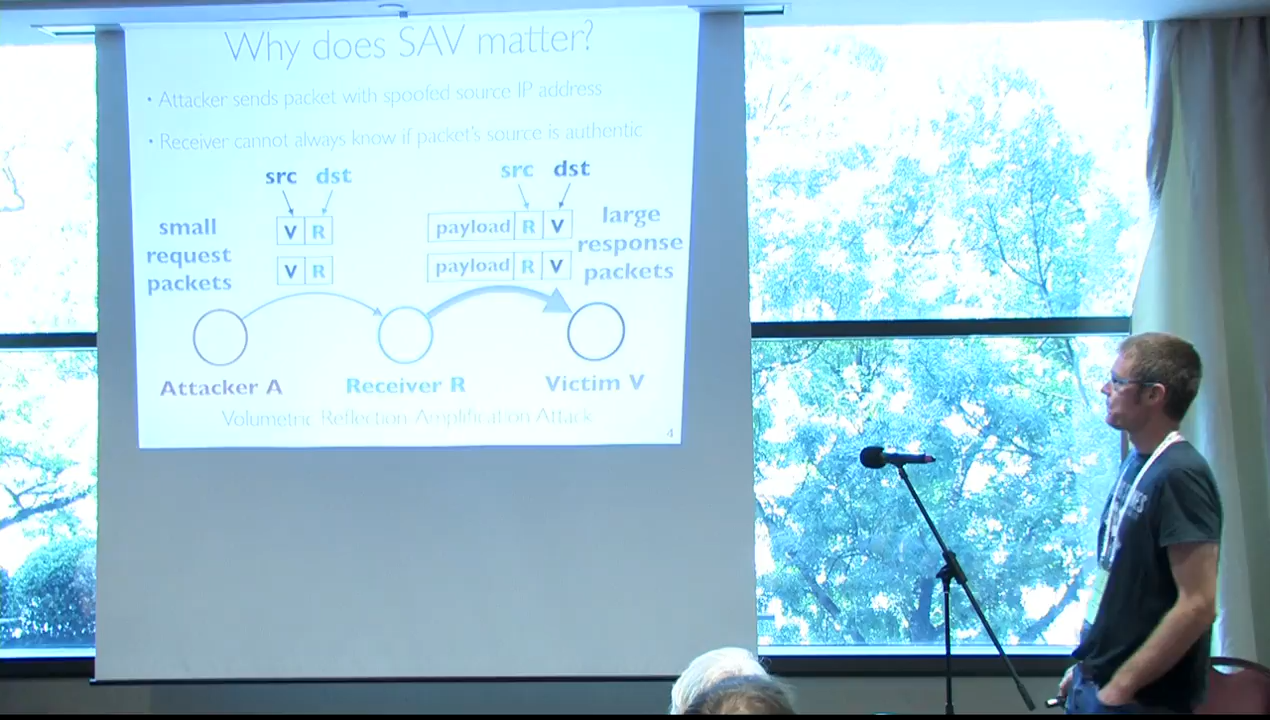 Why does SAV matter?
• Attacker sends packet with spoofed source IP address
• Receiver cannot always know if packet's source is authentic
src dst
src dst
small
request
packets
V R
V R
payload R V
payload R V
large
response
packets
Attacker A
Receiver R
Victim V
Volumetric Reflection Amplification Attack
4